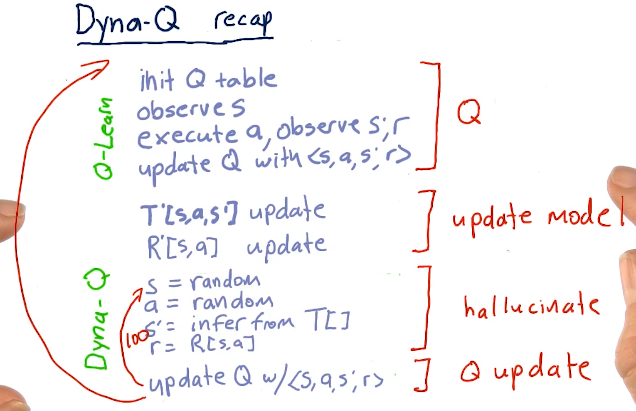 Dyna-Q recap
Q-Learn
init Q table
observe s
execute a, observe s', r
update Q with <s, a, s', r>
Q
T'[s,a,s'] update
R'[s,a] update
update model
Dyna-Q
s = random
a = random
s' = infer from T[]
r = R[s,a]
100
hallucinate
update Q w/<s, a, s', r>
Q update